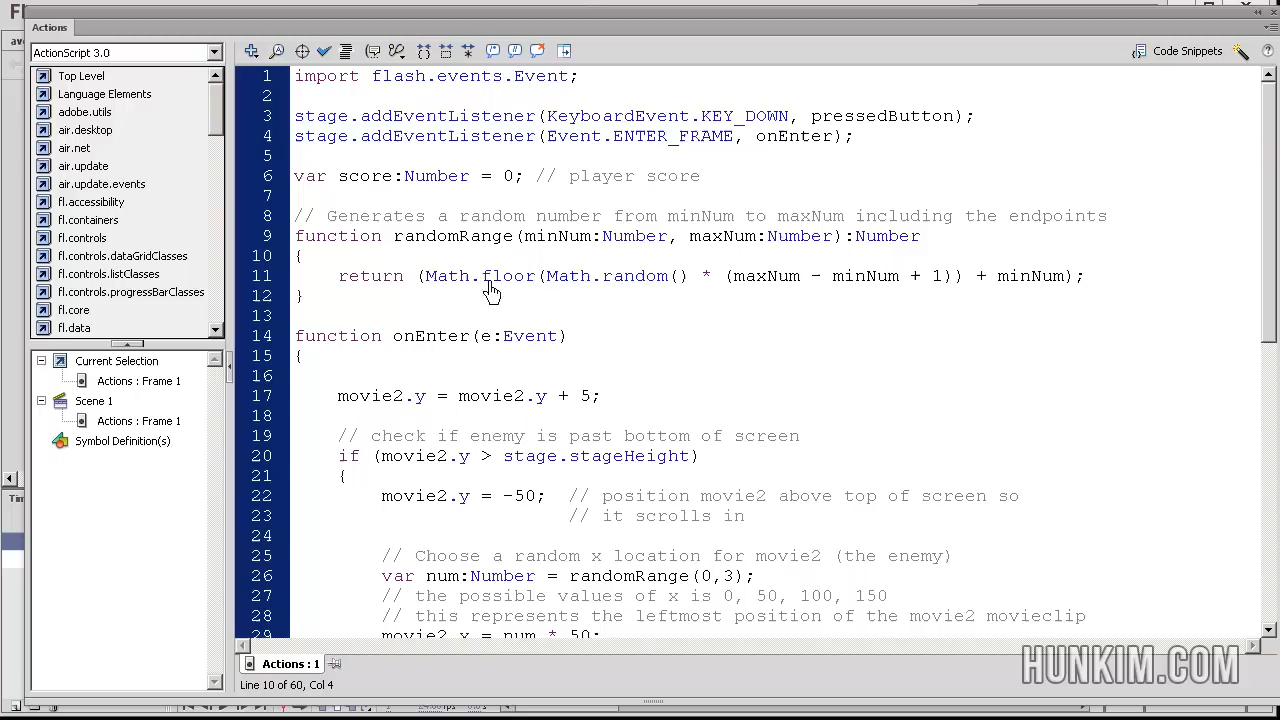 Fl
Actions
ave
ActionScript 3.0
Code Snippets
Top Level
Language Elements
adobe.utils
air.desktop
air.net
air.update
air.update.events
fl.accessibility
fl.containers
fl.controls
fl.controls.dataGridClasses
fl.controls.listClasses
fl.controls.progressBarClasses
fl.core
fl.data
Current Selection
Actions : Frame 1
Scene 1
Actions : Frame 1
Symbol Definition(s)
Tim
1 import flash.events.Event;
2
3 stage.addEventListener(KeyboardEvent.KEY_DOWN, pressedButton);
4 stage.addEventListener(Event.ENTER_FRAME, onEnter);
5
6 var score:Number = 0; // player score
7
8 // Generates a random number from minNum to maxNum including the endpoints
9 function randomRange(minNum:Number, maxNum:Number):Number
10 {
11 return (Math.floor(Math.random() * (maxNum - minNum + 1)) + minNum);
12 }
13
14 function onEnter(e:Event)
15 {
16
17 movie2.y = movie2.y + 5;
18
19 // check if enemy is past bottom of screen
20 if (movie2.y > stage.stageHeight)
21 {
22 movie2.y = -50; // position movie2 above top of screen so
23 // it scrolls in
24
25 // Choose a random x location for movie2 (the enemy)
26 var num:Number = randomRange(0,3);
27 // the possible values of x is 0, 50, 100, 150
28 // this represents the leftmost position of the movie2 movieclip
29 movie2.x = num * 50;
Actions : 1
Line 10 of 60, Col 4
HUNKIM.COM